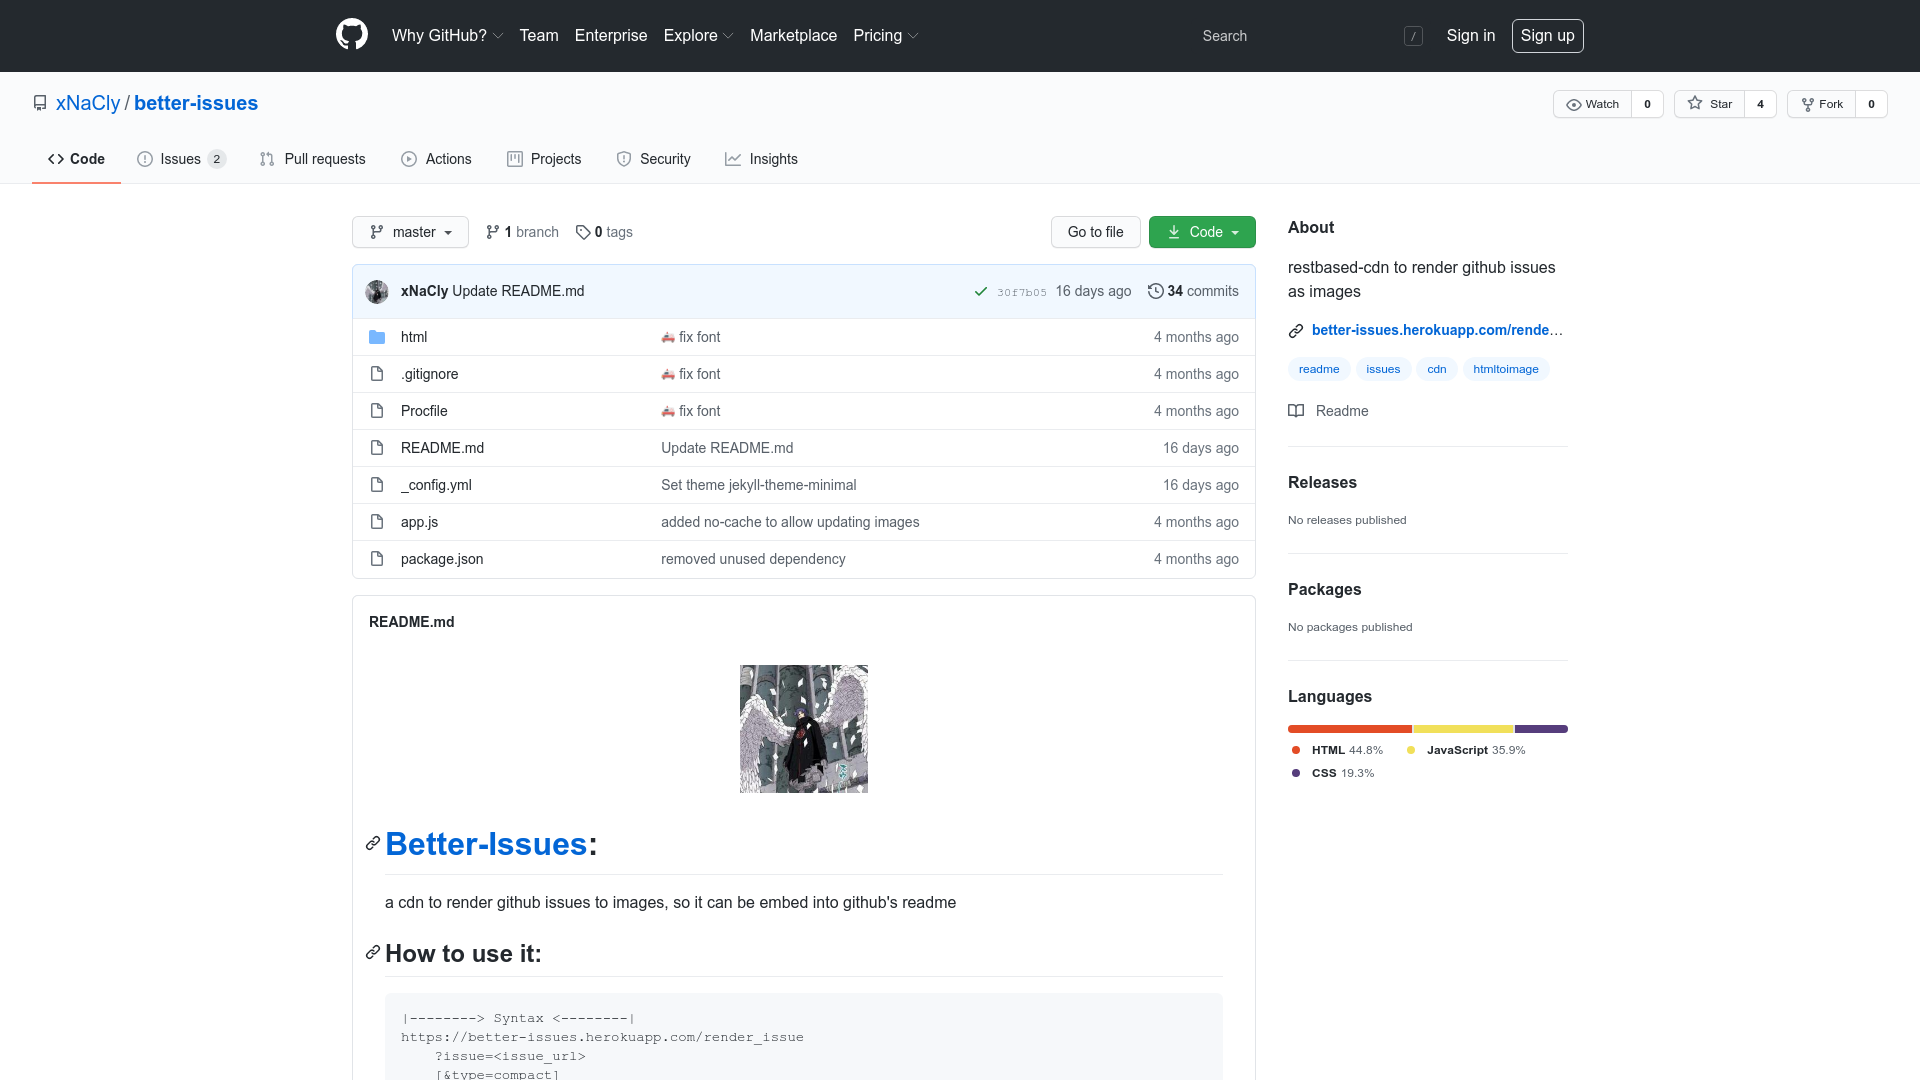 Why GitHub? Team Enterprise Explore Marketplace Pricing Search / Sign in Sign up
xNaCly / better-issues Watch 0 Star 4 Fork 0
Code Issues 2 Pull requests Actions Projects Security Insights
master 1 branch 0 tags Go to file Code
xNaCly Update README.md 30f7b05 16 days ago 34 commits
html 🚑 fix font 4 months ago
.gitignore 🚑 fix font 4 months ago
Procfile 🚑 fix font 4 months ago
README.md Update README.md 16 days ago
_config.yml Set theme jekyll-theme-minimal 16 days ago
app.js added no-cache to allow updating images 4 months ago
package.json removed unused dependency 4 months ago
README.md
Better-Issues:
a cdn to render github issues to images, so it can be embed into github's readme
How to use it:
|--------> Syntax <--------|
https://better-issues.herokuapp.com/render_issue
?issue=<issue_url>
[&type=compact]
About
restbased-cdn to render github issues
as images
better-issues.herokuapp.com/rende…
readme issues cdn htmltoimage
Readme
Releases
No releases published
Packages
No packages published
Languages
HTML 44.8% JavaScript 35.9%
CSS 19.3%